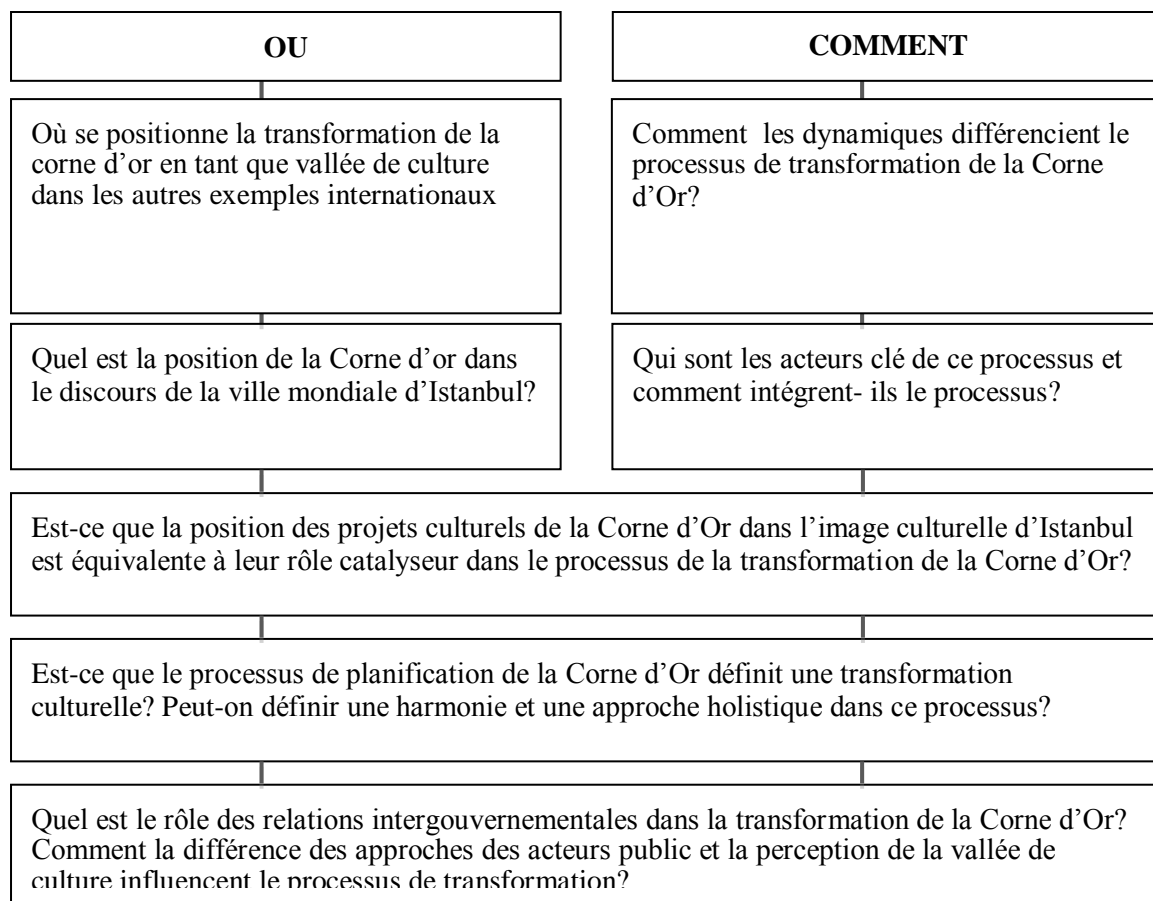 OU
COMMENT
Où se positionne la transformation de la
corne d'or en tant que vallée de culture
dans les autres exemples internationaux
Comment les dynamiques différencient le
processus de transformation de la Corne
d'Or?
Quel est la position de la Corne d'or dans
le discours de la ville mondiale d'Istanbul?
Qui sont les acteurs clé de ce processus et
comment intégrent- ils le processus?
Est-ce que la position des projets culturels de la Corne d'Or dans l'image culturelle d'Istanbul
est équivalente à leur rôle catalyseur dans le processus de la transformation de la Corne d'Or?
Est-ce que le processus de planification de la Corne d'Or définit une transformation
culturelle? Peut-on définir une harmonie et une approche holistique dans ce processus?
Quel est le rôle des relations intergouvernementales dans la transformation de la Corne d'Or?
Comment la différence des approches des acteurs public et la perception de la vallée de
culture influencent le processus de transformation?